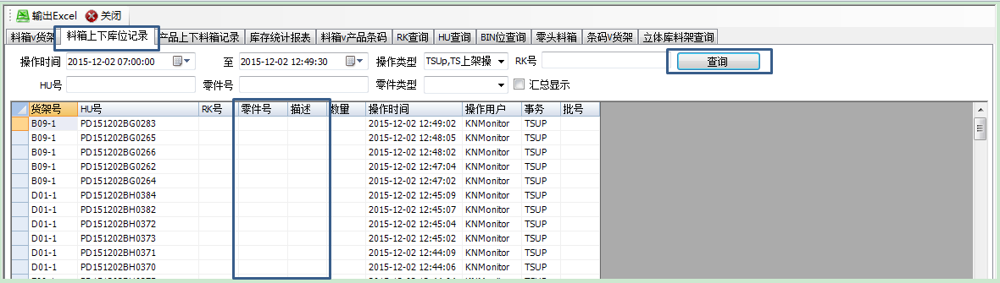 输出Excel 关闭
料箱v货架 料箱上下库位记录 产品上下料箱记录 库存统计报表 料箱v产品条码 RK查询 HU查询 BIN位查询 零头料箱 条码V货架 立体库料架查询
操作时间 2015-12-02 07:00:00 至 2015-12-02 12:49:30 操作类型 TSUp,TS上架操 RK号 查询
HU号 零件号 零件类型 汇总显示
货架号 HU号 RK号 零件号 描述 数量 操作时间 操作用户 事务 批号
B09-1 PD151202BG0283 2015-12-02 12:49:02 KNMonitor TSUP
B09-1 PD151202BG0265 2015-12-02 12:48:05 KNMonitor TSUP
B09-1 PD151202BG0266 2015-12-02 12:48:02 KNMonitor TSUP
B09-1 PD151202BG0262 2015-12-02 12:47:04 KNMonitor TSUP
B09-1 PD151202BG0264 2015-12-02 12:47:02 KNMonitor TSUP
D01-1 PD151202BH0384 2015-12-02 12:45:09 KNMonitor TSUP
D01-1 PD151202BH0382 2015-12-02 12:45:07 KNMonitor TSUP
D01-1 PD151202BH0372 2015-12-02 12:45:04 KNMonitor TSUP
D01-1 PD151202BH0373 2015-12-02 12:45:02 KNMonitor TSUP
D01-1 PD151202BH0371 2015-12-02 12:44:09 KNMonitor TSUP
D01-1 PD151202BH0370 2015-12-02 12:44:06 KNMonitor TSUP